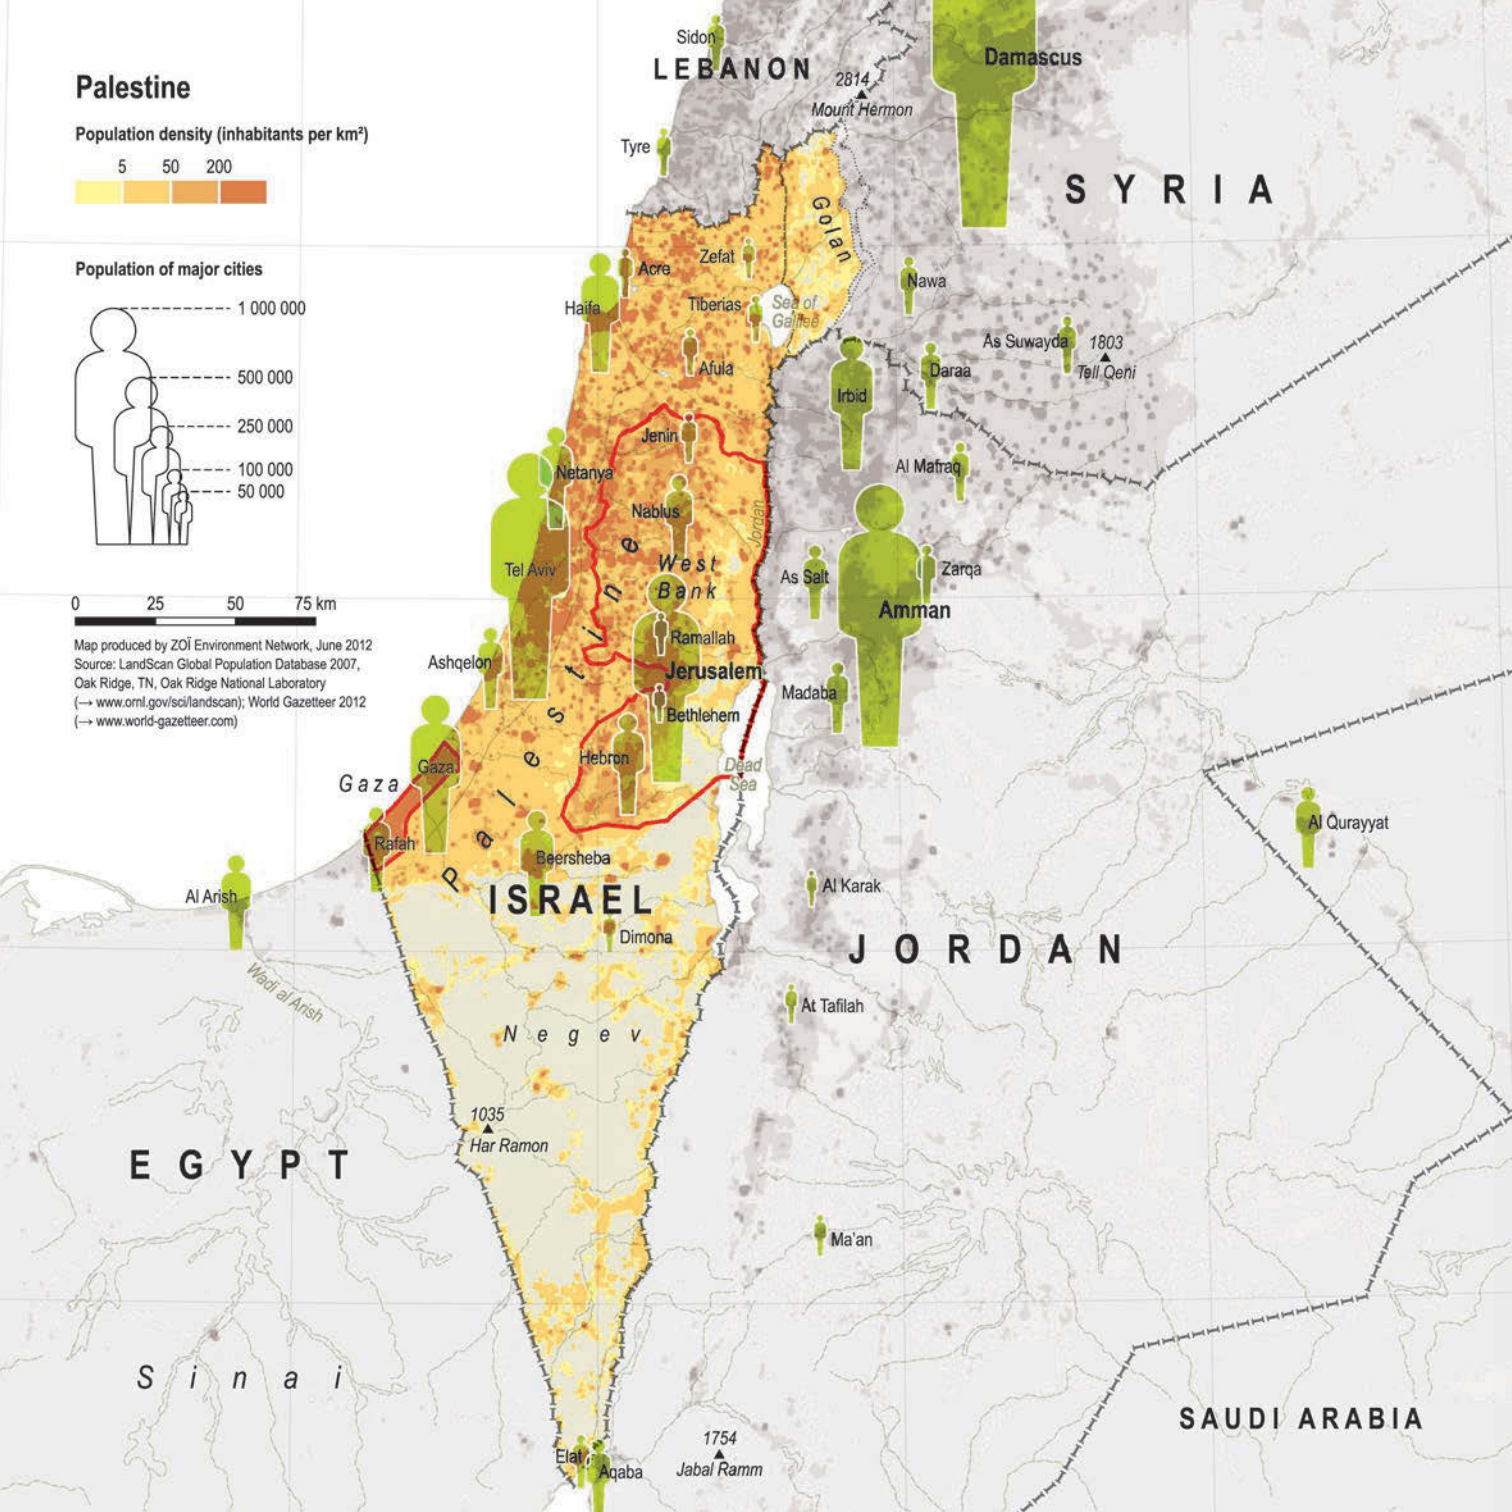 Palestine
Population density (inhabitants per km²)
5 50 200
Population of major cities
1 000 000
500 000
250 000
100 000
50 000
0 25 50 75 km
Map produced by ZOÏ Environment Network, June 2012
Source: LandScan Global Population Database 2007,
Oak Ridge, TN, Oak Ridge National Laboratory
(→ www.ornl.gov/sci/landscan); World Gazetteer 2012
(→ www.world-gazetteer.com)
Sidon
LEBANON
2814
Mount Hermon
Damascus
Tyre
SYRIA
Golan
Zefat
Acre
Haifa
Tiberias
Sea of
Galilee
Nawa
As Suwayda
1803
Tell Qeni
Afula
Daraa
Irbid
Jenin
Al Mafraq
Netanya
Nablus
Jordan
West
Bank
Tel Aviv
As Salt
Zarqa
Amman
Ramallah
Ashqelon
Jerusalem
Madaba
Bethlehem
Palestine
Hebron
Dead
Sea
Gaza
Gaza
Rafah
Beersheba
Al Qurayyat
Al Arish
ISRAEL
Al Karak
Dimona
JORDAN
Wadi al Arish
At Tafilah
Negev
1035
Har Ramon
EGYPT
Ma'an
Sinai
SAUDI ARABIA
1754
Jabal Ramm
Elat
Aqaba